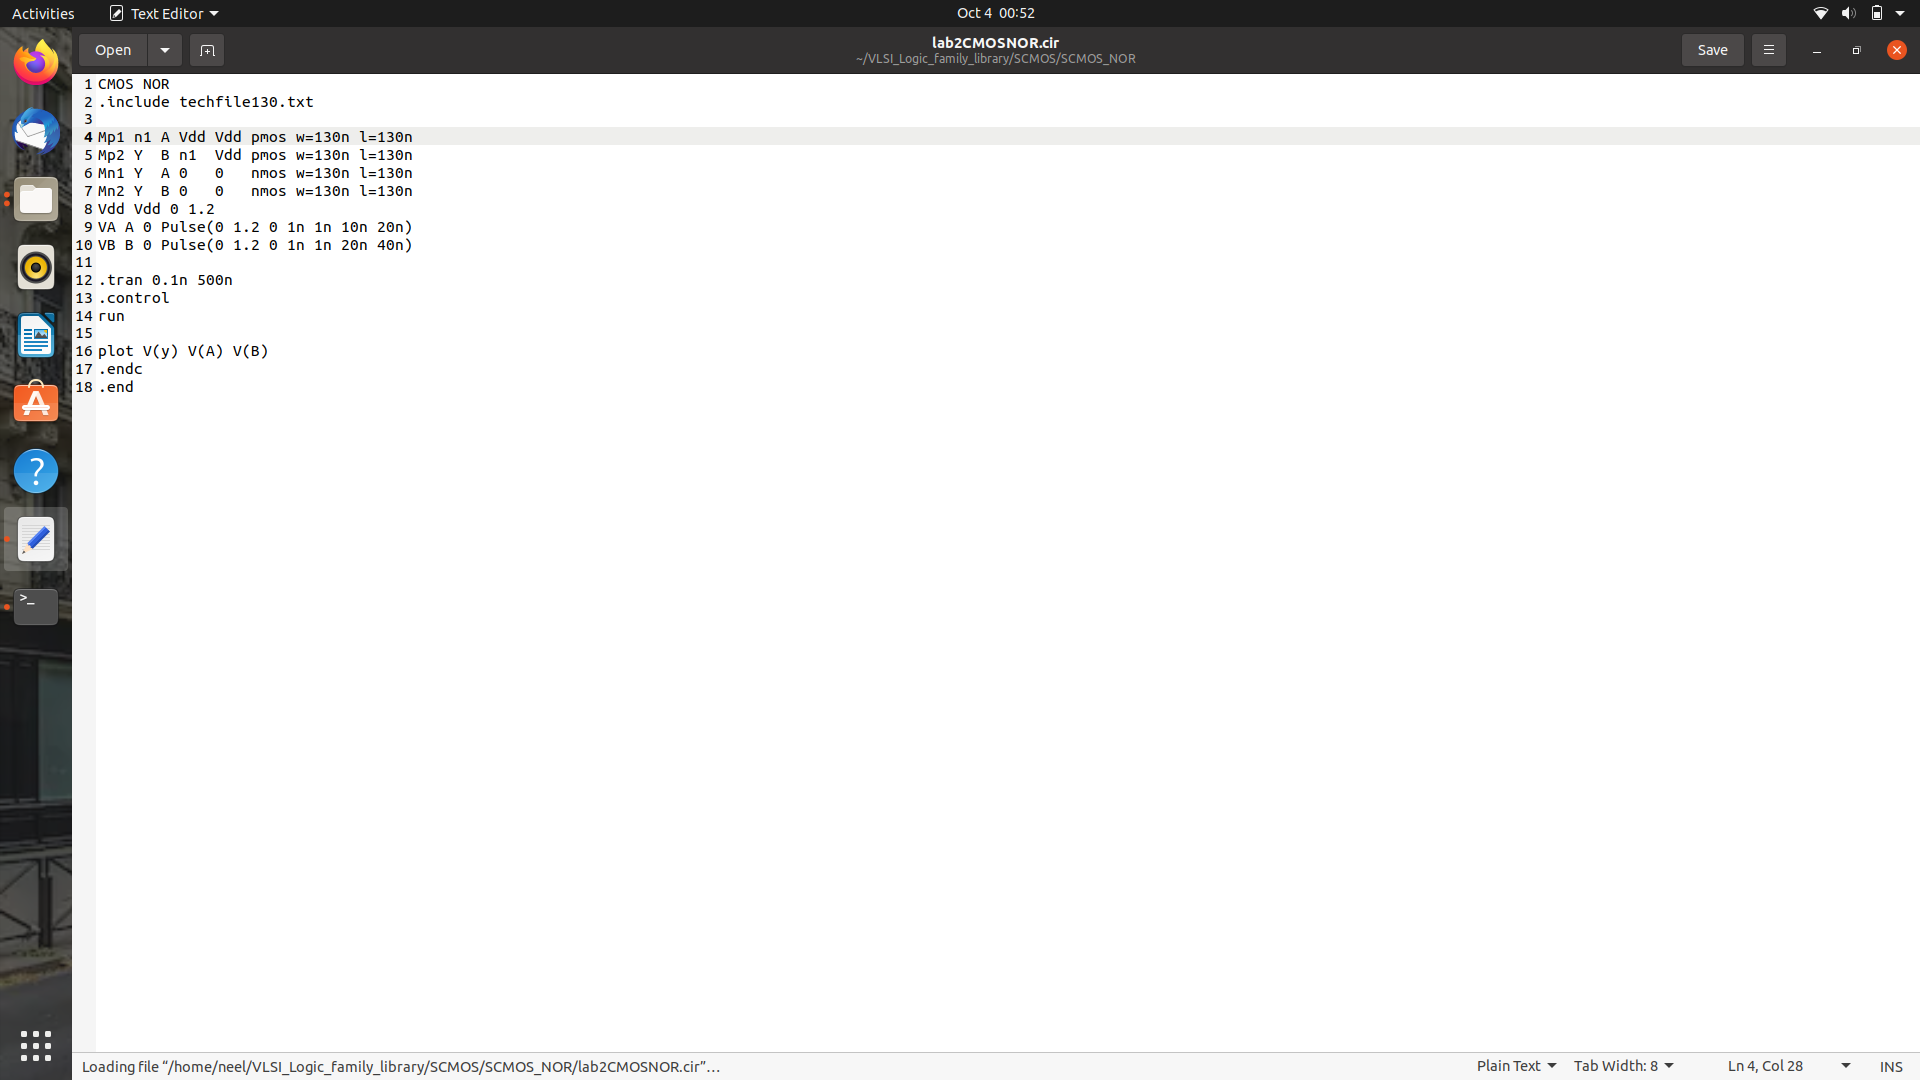 Activities Text Editor Oct 4 00:52
Open lab2CMOSNOR.cir Save
~/VLSI_Logic_family_library/SCMOS/SCMOS_NOR
1 CMOS NOR
2 .include techfile130.txt
3
4 Mp1 n1 A Vdd Vdd pmos w=130n l=130n
5 Mp2 Y  B n1  Vdd pmos w=130n l=130n
6 Mn1 Y  A 0   0   nmos w=130n l=130n
7 Mn2 Y  B 0   0   nmos w=130n l=130n
8 Vdd Vdd 0 1.2
9 VA A 0 Pulse(0 1.2 0 1n 1n 10n 20n)
10 VB B 0 Pulse(0 1.2 0 1n 1n 20n 40n)
11
12 .tran 0.1n 500n
13 .control
14 run
15
16 plot V(y) V(A) V(B)
17 .endc
18 .end
Loading file “/home/neel/VLSI_Logic_family_library/SCMOS/SCMOS_NOR/lab2CMOSNOR.cir”… Plain Text Tab Width: 8 Ln 4, Col 28 INS